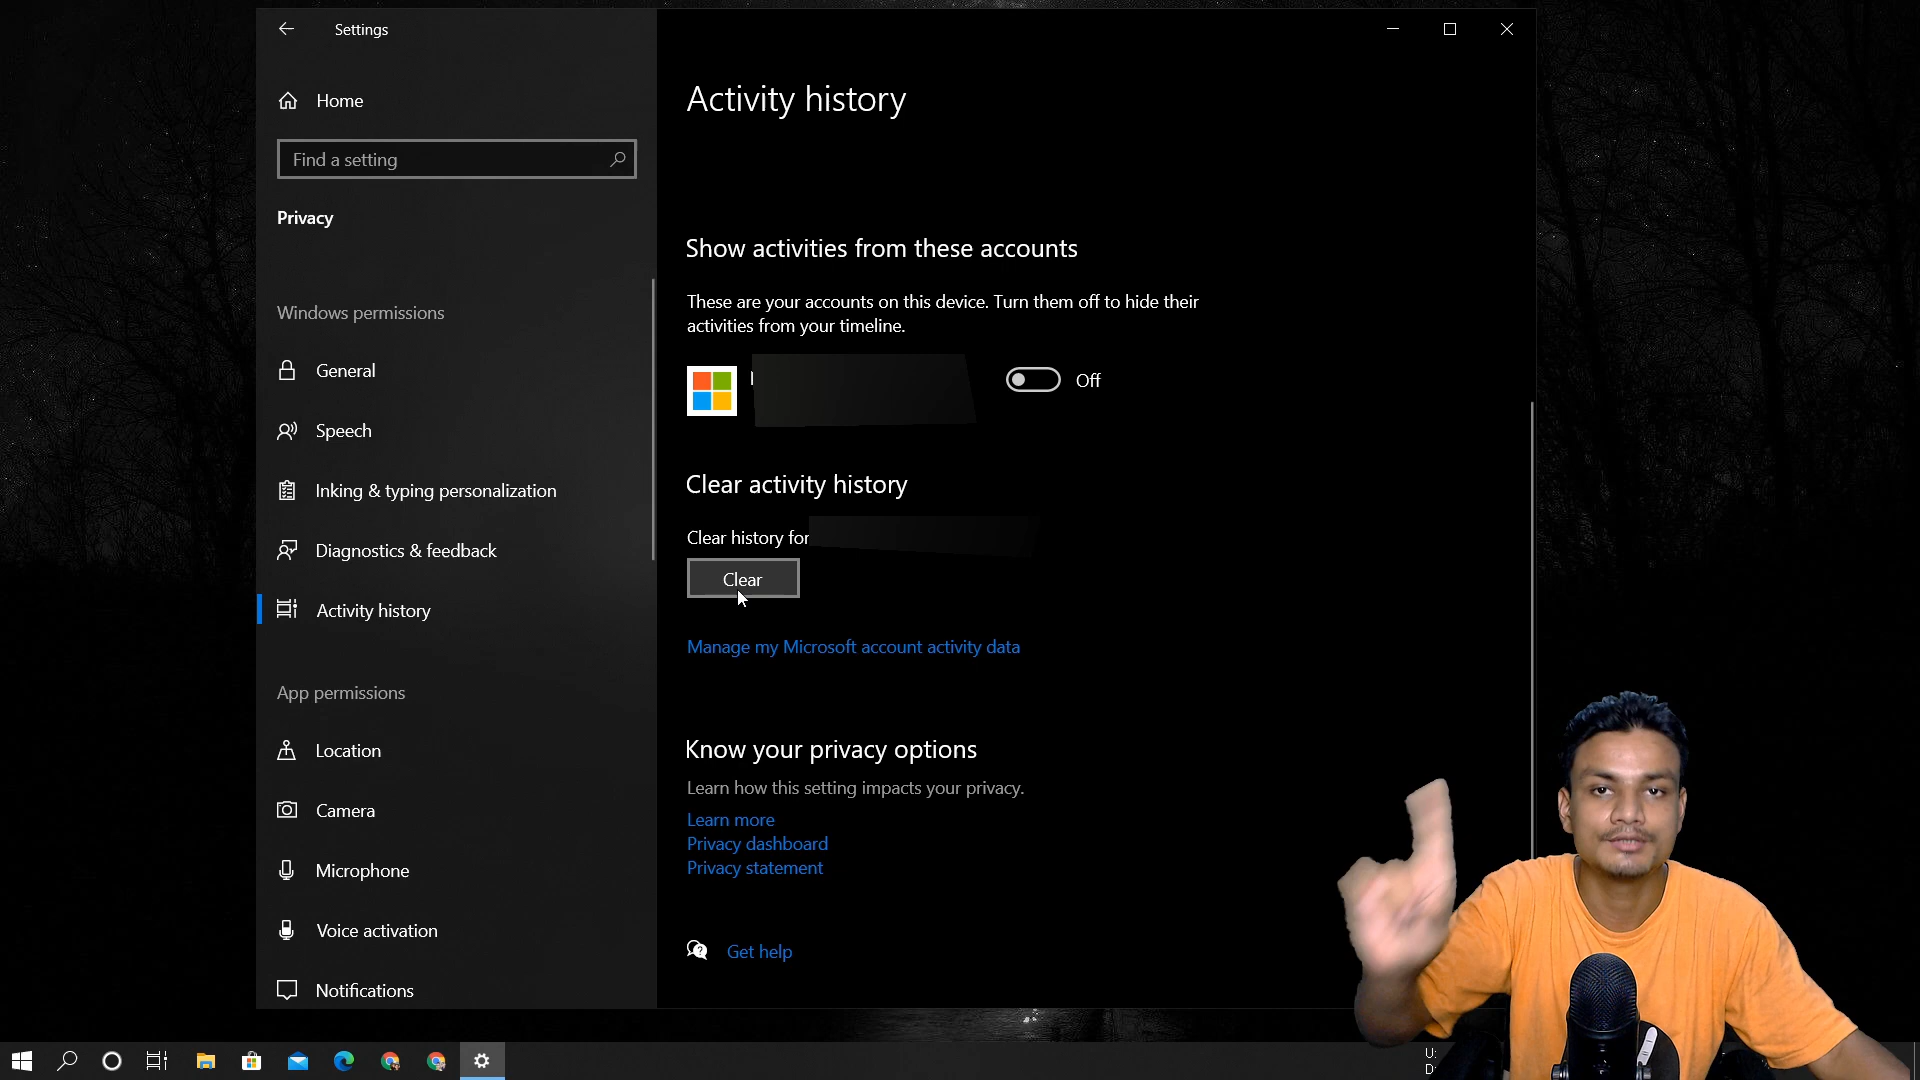 Settings
Home
Find a setting
Privacy
Windows permissions
General
Speech
Inking & typing personalization
Diagnostics & feedback
Activity history
App permissions
Location
Camera
Microphone
Voice activation
Notifications
Activity history
Show activities from these accounts
These are your accounts on this device. Turn them off to hide their
activities from your timeline.
Off
Clear activity history
Clear history for
Clear
Manage my Microsoft account activity data
Know your privacy options
Learn how this setting impacts your privacy.
Learn more
Privacy dashboard
Privacy statement
Get help
U:
D: